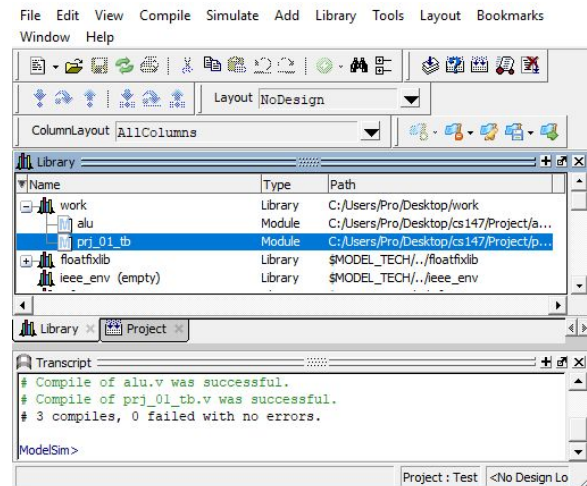 File Edit View Compile Simulate Add Library Tools Layout Bookmarks
Window Help
Layout NoDesign
ColumnLayout AllColumns
Library
Name Type Path
work Library C:/Users/Pro/Desktop/work
alu Module C:/Users/Pro/Desktop/cs147/Project/a...
prj_01_tb Module C:/Users/Pro/Desktop/cs147/Project/p...
floatfixlib Library $MODEL_TECH/../floatfixlib
ieee_env (empty) Library $MODEL_TECH/../ieee_env
Library Project
Transcript
# Compile of alu.v was successful.
# Compile of prj_01_tb.v was successful.
# 3 compiles, 0 failed with no errors.
ModelSim>
Project : Test <No Design Lo